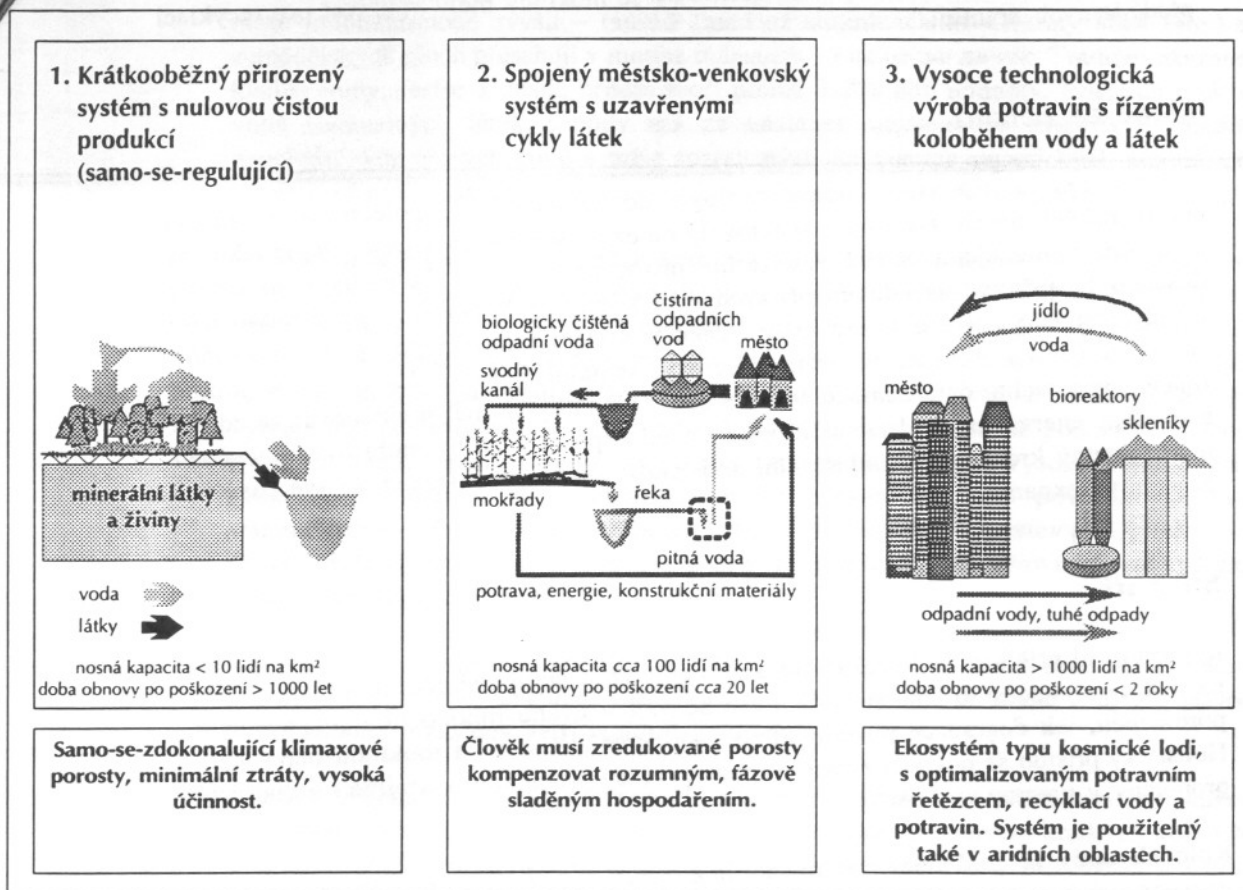 1. Krátkooběžný přírozený
systém s nulovou čistou
produkcí
(samo-se-regulující)
minerální látky
a živiny
voda
látky
nosná kapacita < 10 lidí na km²
doba obnovy po poškození > 1000 let
Samo-se-zdokonalující klimaxové
porosty, minimální ztráty, vysoká
účinnost.
2. Spojený městsko-venkovský
systém s uzavřenými
cykly látek
biologicky čištěná
odpadní voda
svodný
kanál
čistírna
odpadních
vod
město
mokřady
řeka
pitná voda
potrava, energie, konstrukční materiály
nosná kapacita cca 100 lidí na km²
doba obnovy po poškození cca 20 let
Člověk musí zredukované porosty
kompenzovat rozumným, fázově
sladěným hospodařením.
3. Vysoce technologická
výroba potravin s řízeným
koloběhem vody a látek
jídlo
voda
město
bioreaktory
skleníky
odpadní vody, tuhé odpady
nosná kapacita > 1000 lidí na km²
doba obnovy po poškození < 2 roky
Ekosystém typu kosmické lodi,
s optimalizovaným potravním
řetězcem, recyklací vody a
potravin. Systém je použitelný
také v aridních oblastech.